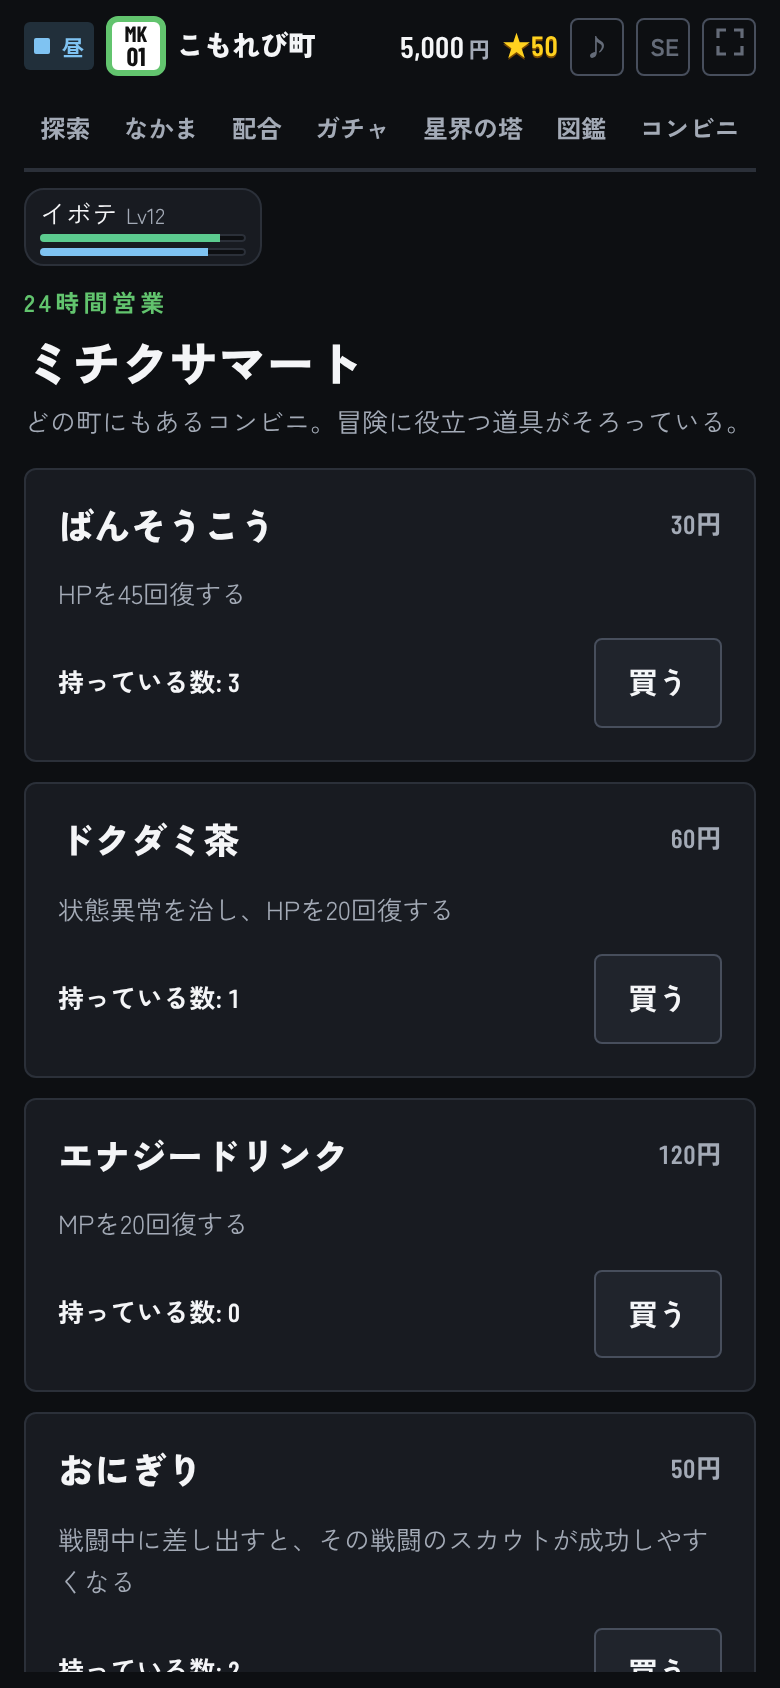 昼 MK 01 こもれび町 5,000円 ★50 ♪ SE
探索 なかま 配合 ガチャ 星界の塔 図鑑 コンビニ
イボテ Lv12
24時間営業
ミチクサマート
どの町にもあるコンビニ。冒険に役立つ道具がそろっている。
ばんそうこう 30円
HPを45回復する
持っている数: 3 買う
ドクダミ茶 60円
状態異常を治し、HPを20回復する
持っている数: 1 買う
エナジードリンク 120円
MPを20回復する
持っている数: 0 買う
おにぎり 50円
戦闘中に差し出すと、その戦闘のスカウトが成功しやす
くなる
持っている数: 2 買う